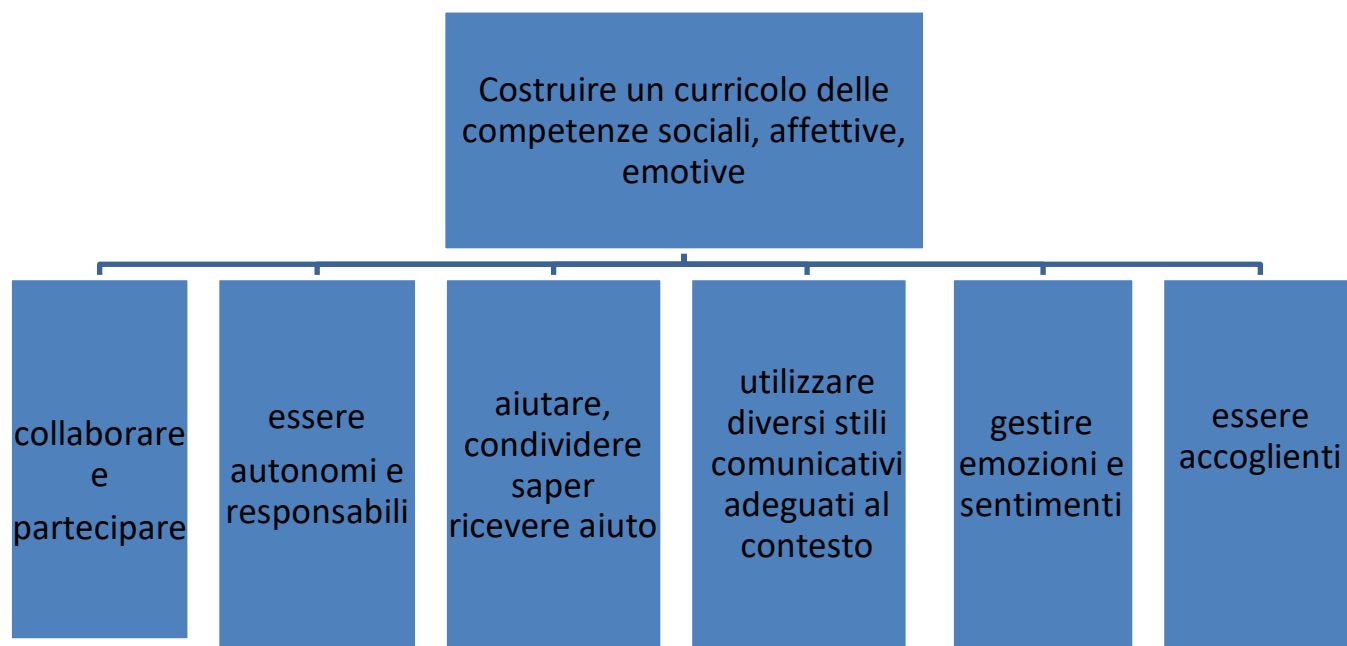 Costruire un curricolo delle
competenze sociali, affettive,
emotive
collaborare
e
partecipare
essere
autonomi e
responsabili
aiutare,
condividere
saper
ricevere aiuto
utilizzare
diversi stili
comunicativi
adeguati al
contesto
gestire
emozioni e
sentimenti
essere
accoglienti